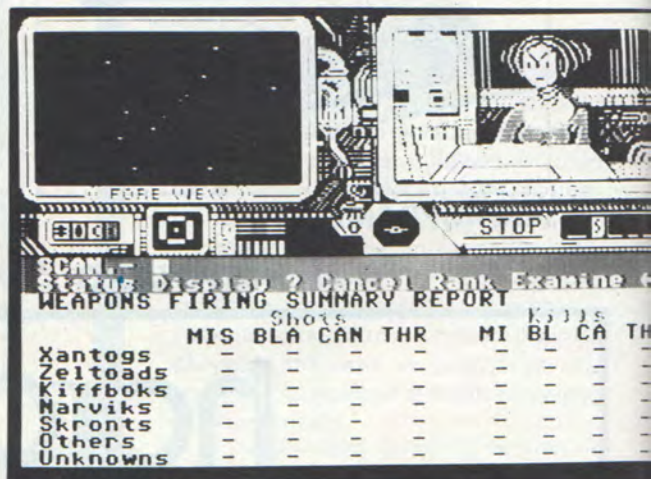 FORE VIEW SCANNING
STOP S
SCAN.-
Status Display ? Cancel Rank Examine
WEAPONS FIRING SUMMARY REPORT
Shots Kills
MIS BLA CAN THR MI BL CA TH
Xantogs - - - - - - - -
Zeltoads - - - - - - - -
Kiffboks - - - - - - - -
Narviks - - - - - - - -
Skronts - - - - - - - -
Others - - - - - - - -
Unknowns - - - - - - - -